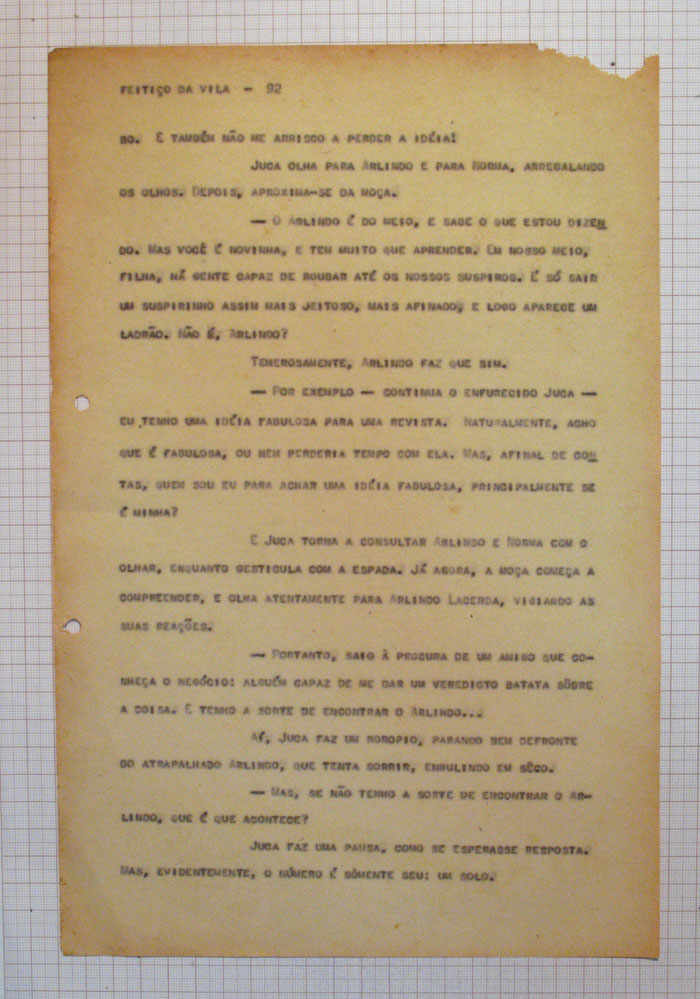 FEITIÇO DA VILA - 92
SO. E TAMBÉM NÃO ME ARRISCO A PERDER A IDÉIA!
JUCA OLHA PARA ARLINDO E PARA NORMA, ARREGALANDO
OS OLHOS. DEPOIS, APROXIMA-SE DA MOÇA.
— O ARLINDO É DO MEIO, E SABE O QUE ESTOU DIZEN
DO. MAS VOCÊ É NOVINHA, E TEM MUITO QUE APRENDER. EM NOSSO MEIO,
FILHA, HÁ GENTE CAPAZ DE ROUBAR ATÉ OS NOSSOS SUSPIROS. É SÓ SAIR
UM SUSPIRINHO ASSIM MAIS JEITOSO, MAIS AFINADO, E LOGO APARECE UM
LADRÃO. NÃO É, ARLINDO?
TEMEROSAMENTE, ARLINDO FAZ QUE SIM.
— POR EXEMPLO — CONTINUA O ENFURECIDO JUCA —
EU TENHO UMA IDÉIA FABULOSA PARA UMA REVISTA. NATURALMENTE, ACHO
QUE É FABULOSA, OU NEM PERDERIA TEMPO COM ELA. MAS, AFINAL DE CON
TAS, QUEM SOU EU PARA ACHAR UMA IDÉIA FABULOSA, PRINCIPALMENTE SE
É MINHA?
E JUCA TORNA A CONSULTAR ARLINDO E NORMA COM O
OLHAR, ENQUANTO GESTICULA COM A ESPADA. JÁ AGORA, A MOÇA COMEÇA A
COMPREENDER, E OLHA ATENTAMENTE PARA ARLINDO LACERDA, VIGIANDO AS
SUAS REAÇÕES.
— PORTANTO, SAIO À PROCURA DE UM AMIGO QUE CO-
NHEÇA O NEGÓCIO: ALGUÉM CAPAZ DE ME DAR UM VEREDICTO BATATA SÔBRE
A COISA. E TENHO A SORTE DE ENCONTRAR O ARLINDO...
AÍ, JUCA FAZ UM ROROPIO, PARANDO BEM DEFRONTE
DO ATRAPALHADO ARLINDO, QUE TENTA SORRIR, ENGULINDO EM SÊCO.
— MAS, SE NÃO TENHO A SORTE DE ENCONTRAR O AR-
LINDO, QUE É QUE ACONTECE?
JUCA FAZ UMA PAUSA, COMO SE ESPERASSE RESPOSTA.
MAS, EVIDENTEMENTE, O NÚMERO É SÒMENTE SEU: UM SOLO.